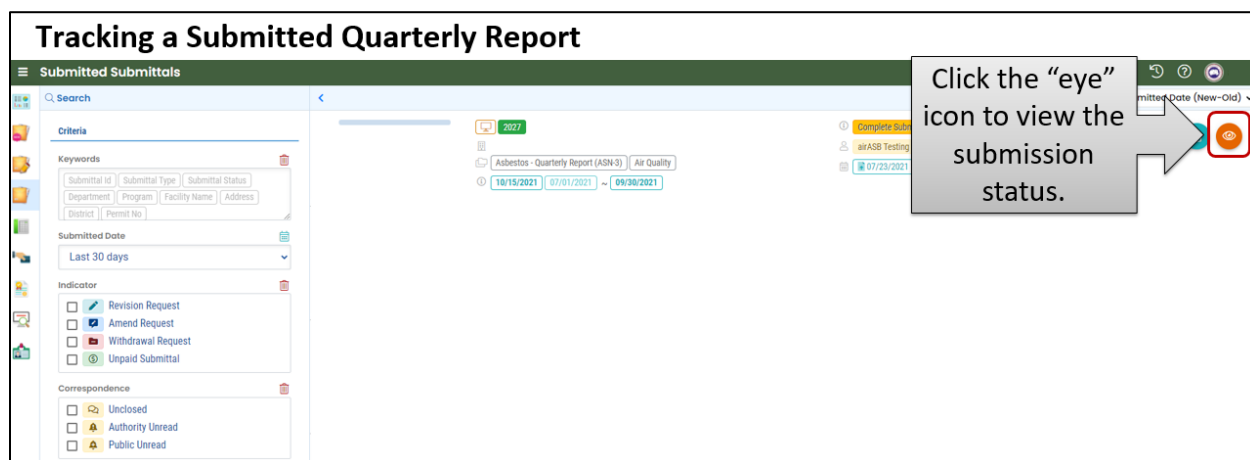 Tracking a Submitted Quarterly Report
Submitted Submittals
Search
Criteria
Keywords
Submittal Id Submittal Type Submittal Status
Department Program Facility Name Address
District Permit No
Submitted Date
Last 30 days
Indicator
Revision Request
Amend Request
Withdrawal Request
Unpaid Submittal
Correspondence
Unclosed
Authority Unread
Public Unread
2027
Asbestos - Quarterly Report (ASN-3) Air Quality
10/15/2021 07/01/2021 ~ 09/30/2021
Complete
airASB Testing
07/23/2021
Date (New-Old)
Click the “eye”
icon to view the
submission
status.